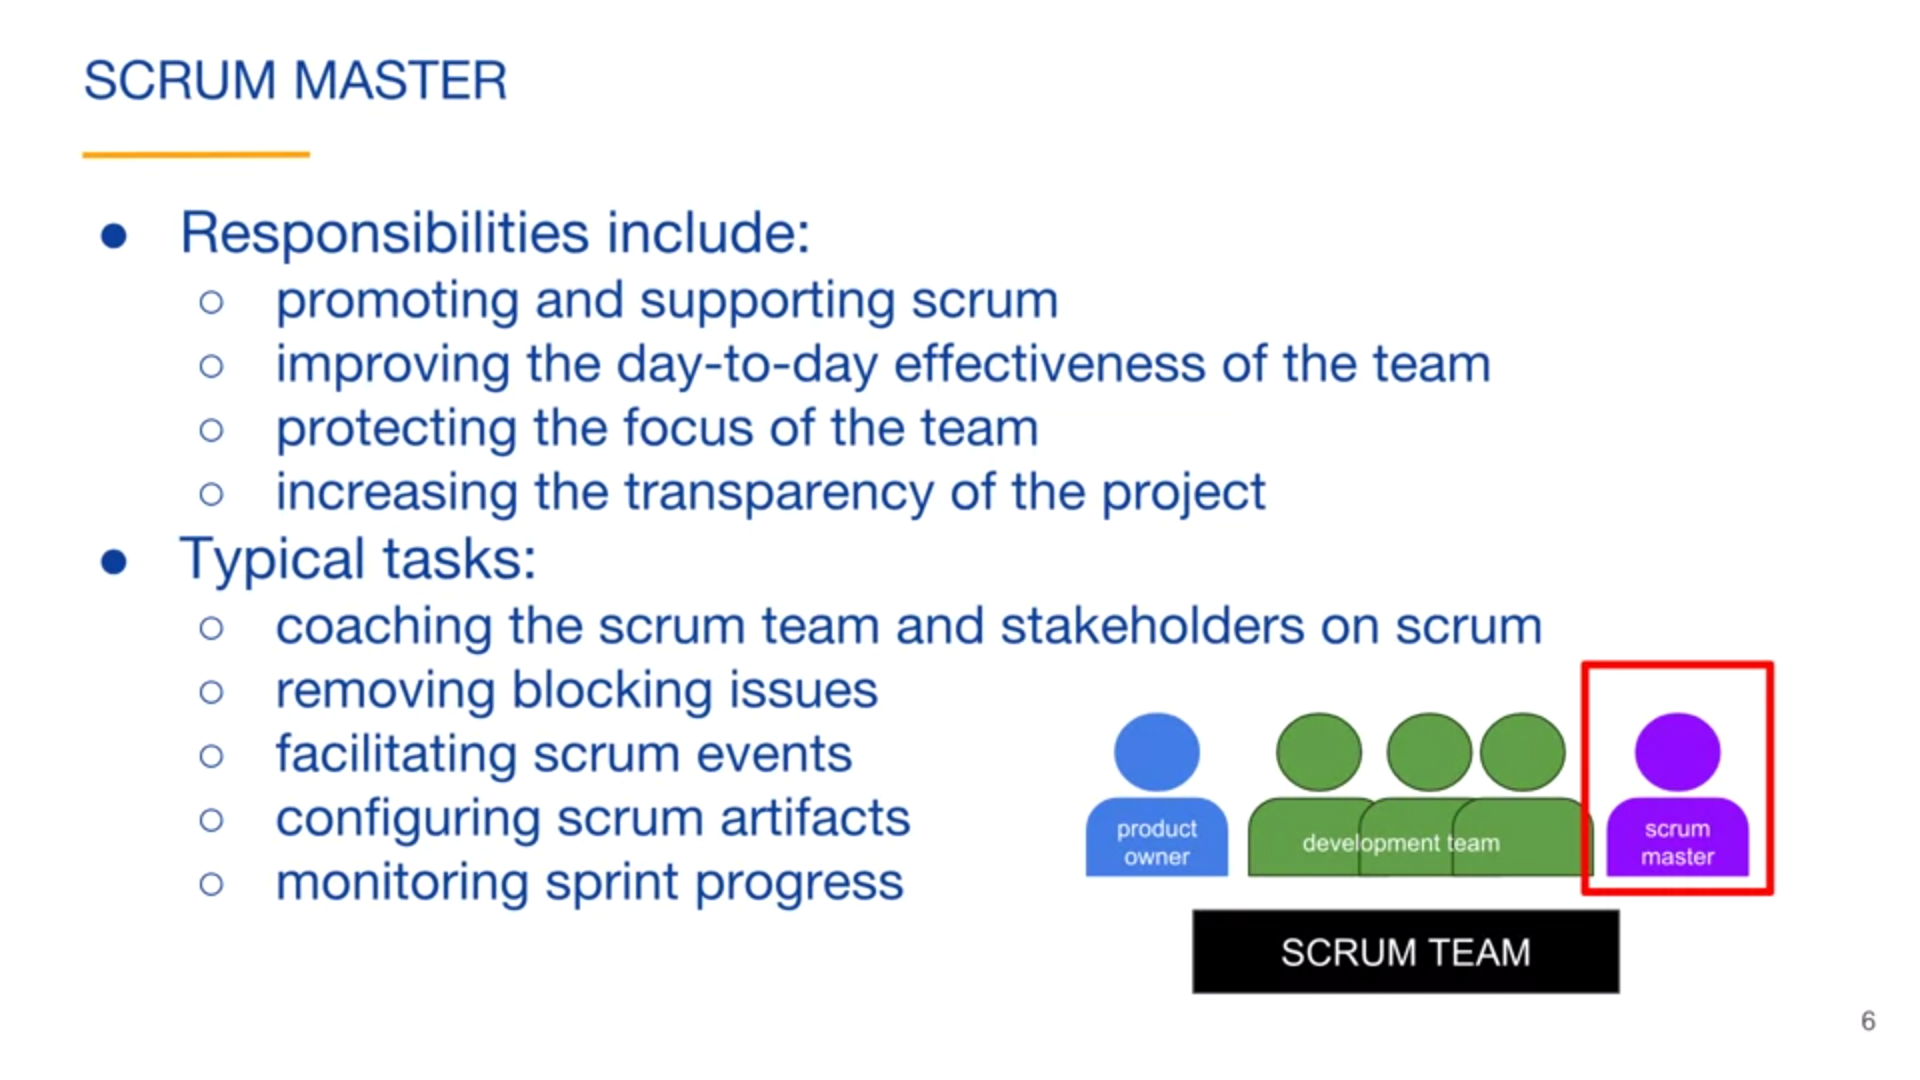 SCRUM MASTER
● Responsibilities include:
○ promoting and supporting scrum
○ improving the day-to-day effectiveness of the team
○ protecting the focus of the team
○ increasing the transparency of the project
● Typical tasks:
○ coaching the scrum team and stakeholders on scrum
○ removing blocking issues
○ facilitating scrum events
○ configuring scrum artifacts
○ monitoring sprint progress
product
owner
development team
scrum
master
SCRUM TEAM
6